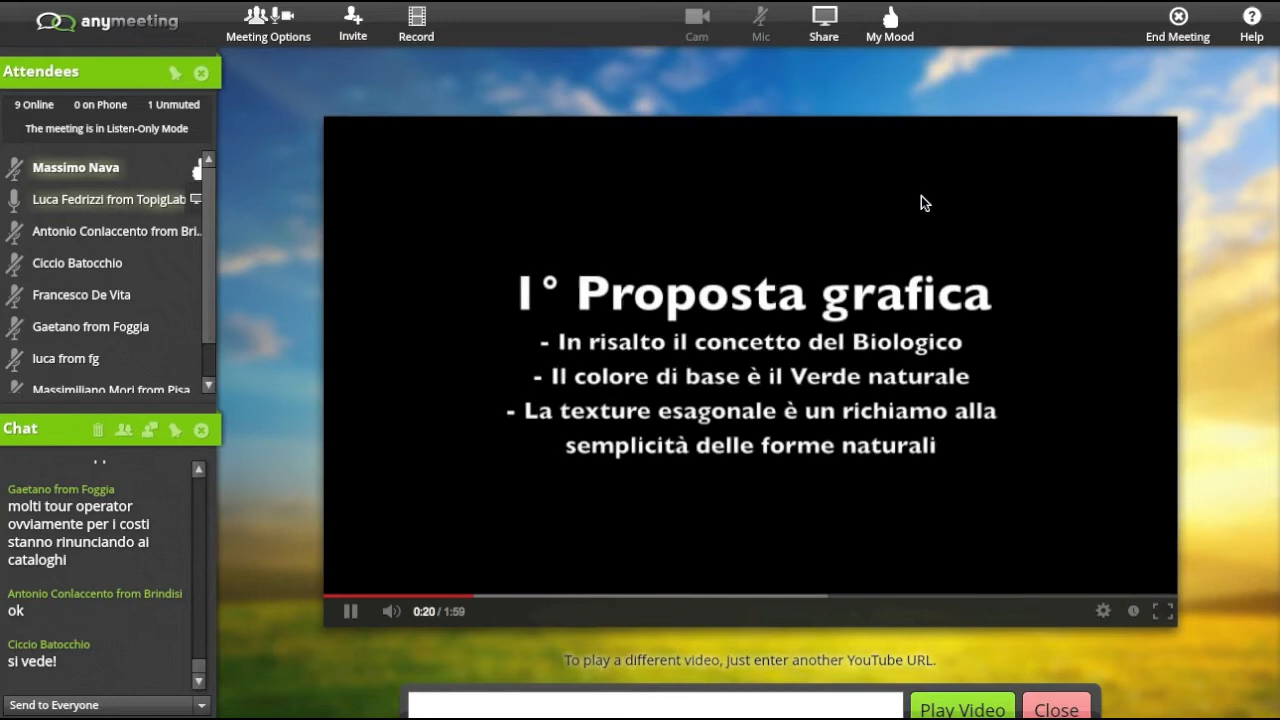 anymeeting
Meeting Options
Invite
Record
Cam
Mic
Share
My Mood
End Meeting
Help
Attendees
9 Online 0 on Phone 1 Unmuted
The meeting is in Listen-Only Mode
Massimo Nava
Luca Fedrizzi from TopigLab
Antonio Conlaccento from Bri..
Ciccio Batocchio
Francesco De Vita
Gaetano from Foggia
luca from fg
Massimiliano Mori from Pisa
Chat
Gaetano from Foggia
molti tour operator
ovviamente per i costi
stanno rinunciando ai
cataloghi
Antonio Conlaccento from Brindisi
ok
Ciccio Batocchio
si vede!
Send to Everyone
1° Proposta grafica
- In risalto il concetto del Biologico
- Il colore di base è il Verde naturale
- La texture esagonale è un richiamo alla
semplicità delle forme naturali
0:20 / 1:59
To play a different video, just enter another YouTube URL.
Play Video
Close